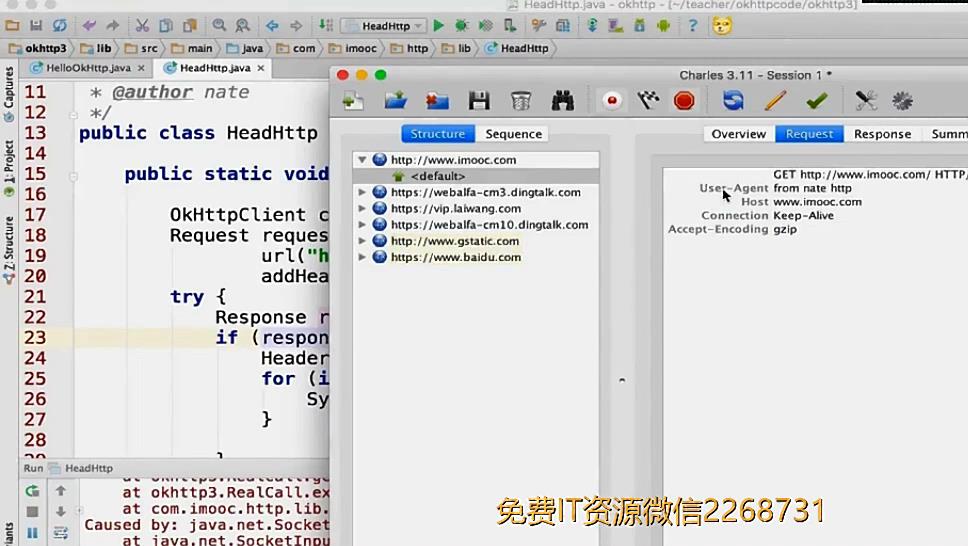 HeadHttp.java - okhttp - [~/teacher/okhttpcode/okhttp3]
HeadHttp
okhttp3 lib src main java com imooc http lib HeadHttp
HelloOkHttp.java HeadHttp.java
Captures
1: Project
7: Structure
11 * @author nate
12 */
13 public class HeadHttp
14
15 public static void
16
17 OkHttpClient c
18 Request reques
19 url("h
20 addHea
21 try {
22 Response r
23 if (respon
24 Header
25 for (i
26 Sy
27 }
28
Run HeadHttp
at okhttp3.RealCall.ge
at okhttp3.RealCall.ex
at com.imooc.http.lib.
Caused by: java.net.Socket
at java.net.SocketInpu
Charles 3.11 - Session 1 *
Structure Sequence
http://www.imooc.com
<default>
https://webalfa-cm3.dingtalk.com
https://vip.laiwang.com
https://webalfa-cm10.dingtalk.com
http://www.gstatic.com
https://www.baidu.com
Overview Request Response Summ
GET http://www.imooc.com/ HTTP/
User-Agent from nate http
Host www.imooc.com
Connection Keep-Alive
Accept-Encoding gzip
免费IT资源微信2268731